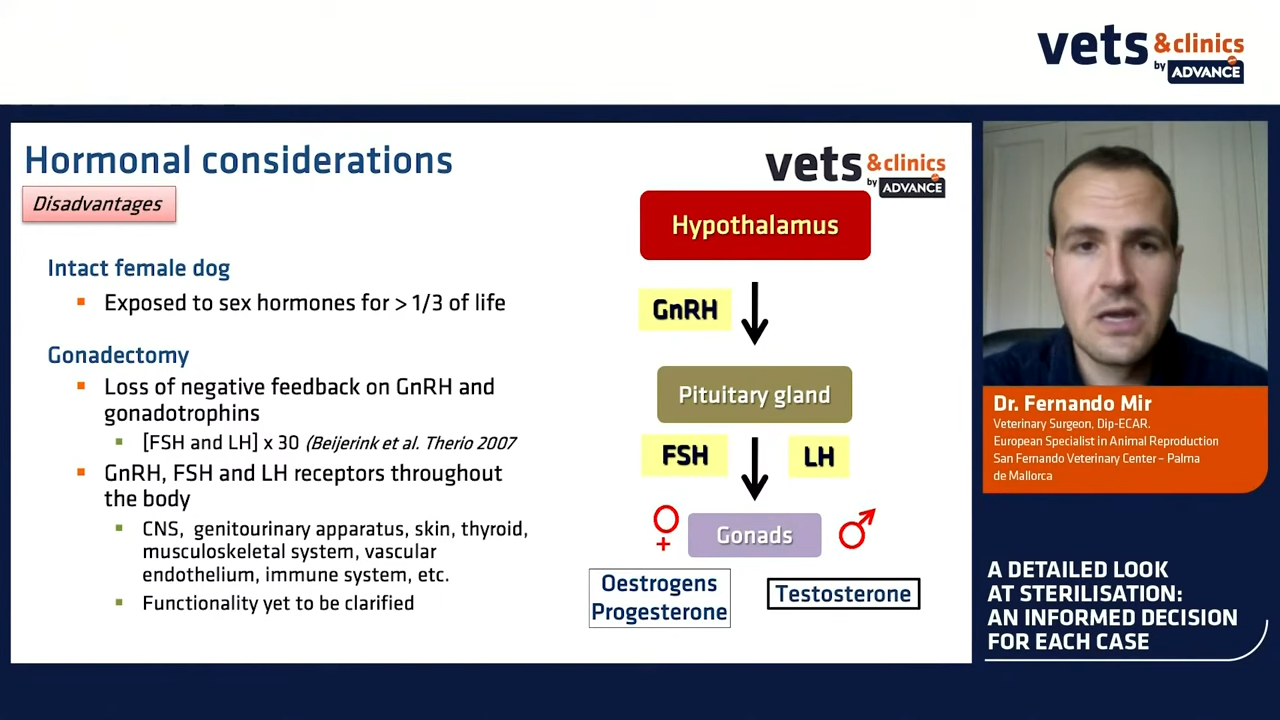 vets &clinics
by ADVANCE
Hormonal considerations
Disadvantages
vets &clinics
by ADVANCE
Intact female dog
Exposed to sex hormones for > 1/3 of life
Gonadectomy
Loss of negative feedback on GnRH and
gonadotrophins
[FSH and LH] x 30 (Beijerink et al. Therio 2007
GnRH, FSH and LH receptors throughout
the body
CNS, genitourinary apparatus, skin, thyroid,
musculoskeletal system, vascular
endothelium, immune system, etc.
Functionality yet to be clarified
Hypothalamus
GnRH
Pituitary gland
FSH
LH
Gonads
Oestrogens
Progesterone
Testosterone
Dr. Fernando Mir
Veterinary Surgeon, Dip-ECAR.
European Specialist in Animal Reproduction
San Fernando Veterinary Center – Palma
de Mallorca
A DETAILED LOOK
AT STERILISATION:
AN INFORMED DECISION
FOR EACH CASE